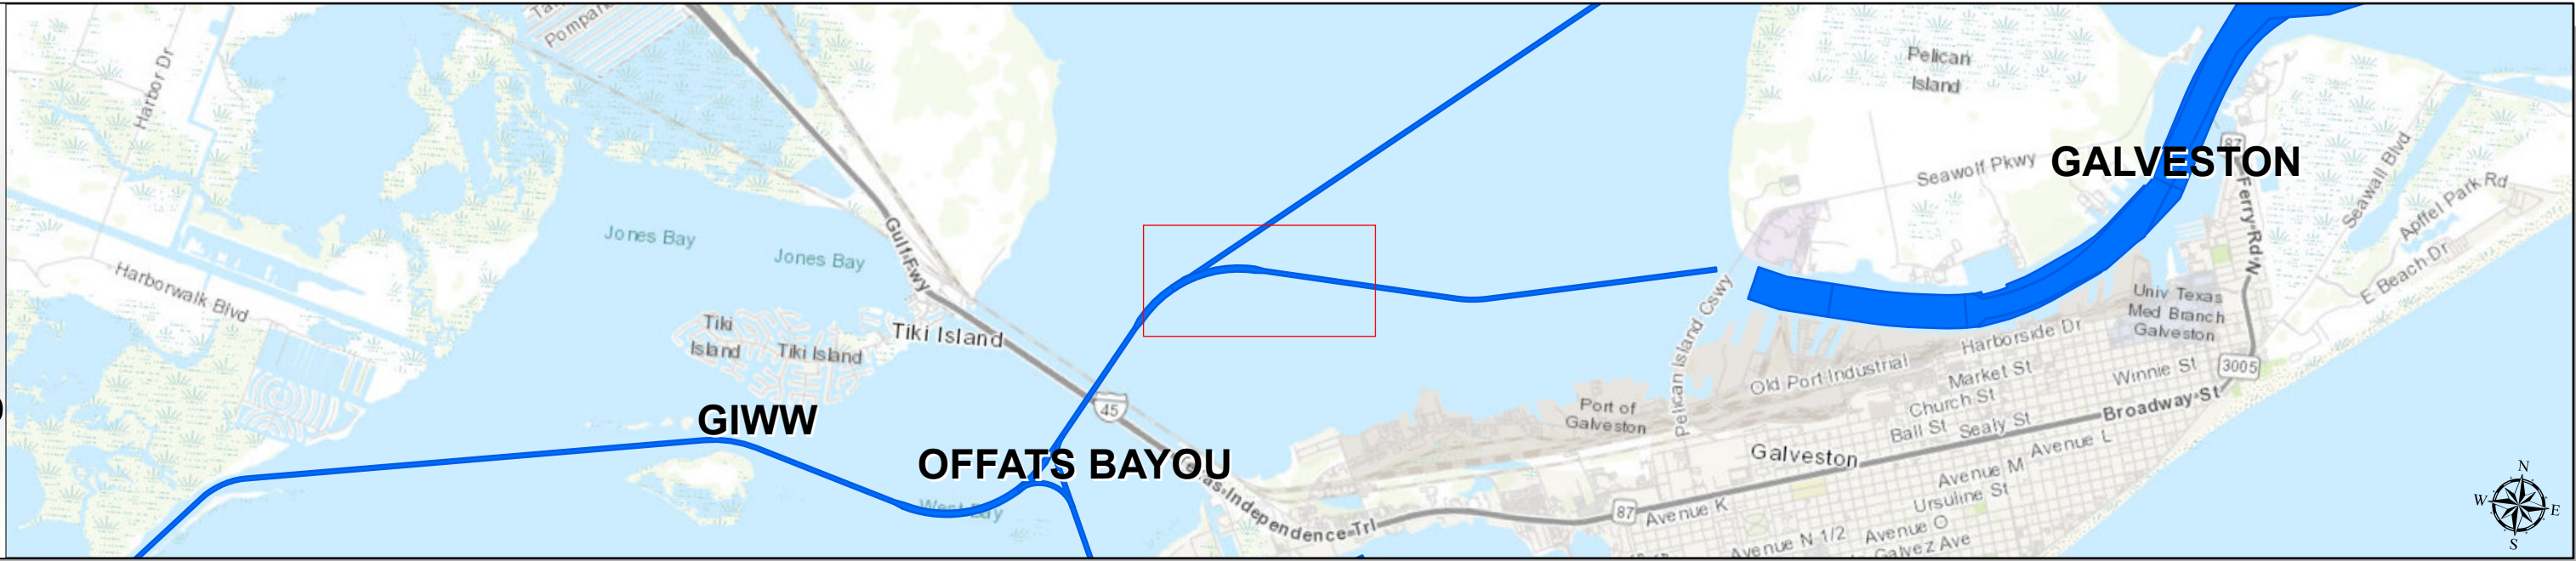 Harbor Dr
Pompan
Pelican
Island
87
GALVESTON
Seawolf Pkwy
Ferry-Rd-N
Seawall Blvd
Apffel Park Rd
E Beach Dr
Jones Bay
Jones Bay
Gulf-Fwy
Harborwalk Blvd
Tiki
Island
Tiki Island
Tiki Island
Univ Texas
Med Branch
Galveston
Pelican Island Cswy
Harborside Dr
Old Port Industrial
Market St
Winnie St
3005
Church St
45
Port of
Galveston
Broadway-St
GIWW
Ball St
Sealy St
Avenue L
OFFATS BAYOU
Galveston
Avenue M
Ursuline St
West Bay
Independence-Trl
87
Avenue K
Avenue O
Avenue N 1/2
Galvez Ave
N
W
E
S